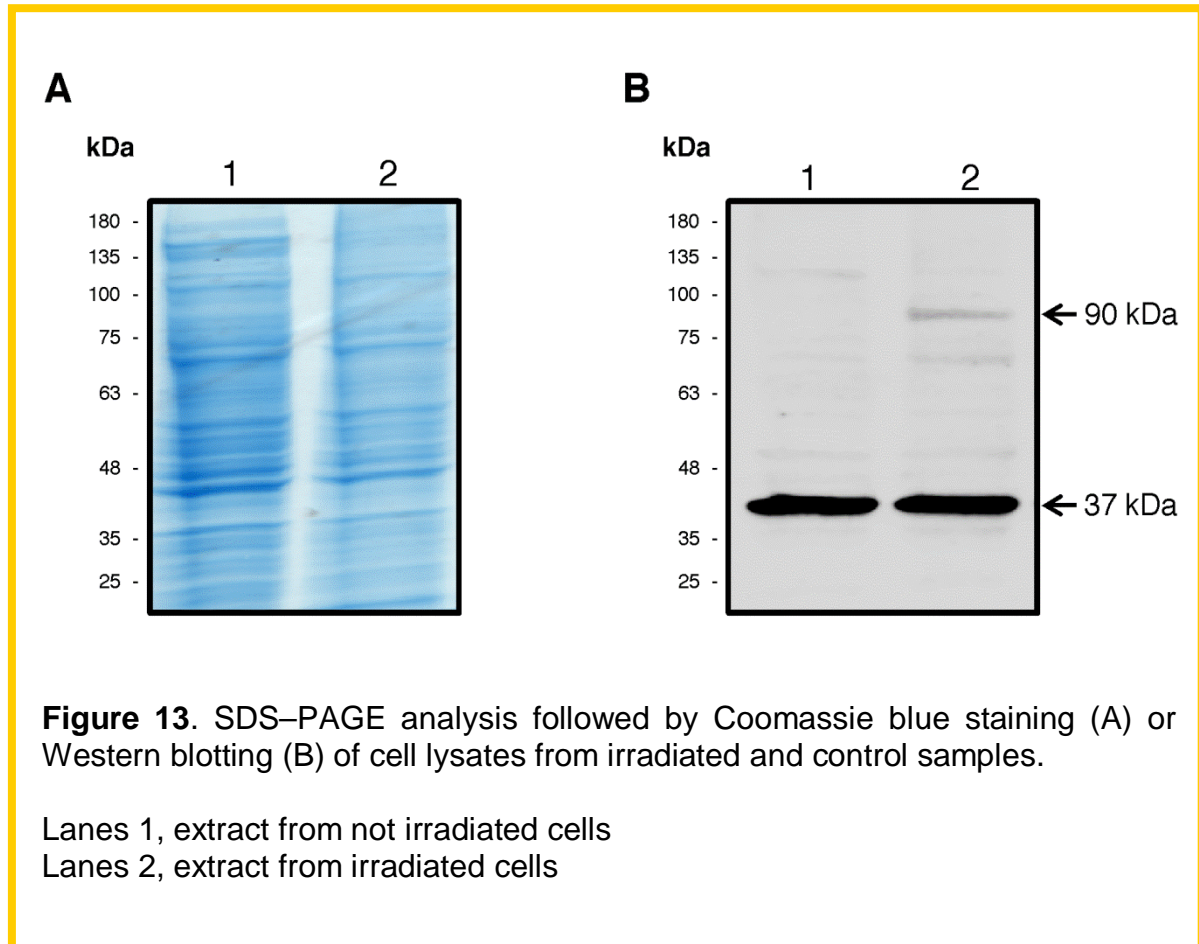 A
kDa
1 2
180 -
135 -
100 -
75 -
63 -
48 -
35 -
25 -
B
kDa
1 2
180 -
135 -
100 -
75 -
63 -
48 -
35 -
25 -
90 kDa
37 kDa
Figure 13. SDS–PAGE analysis followed by Coomassie blue staining (A) or
Western blotting (B) of cell lysates from irradiated and control samples.
Lanes 1, extract from not irradiated cells
Lanes 2, extract from irradiated cells